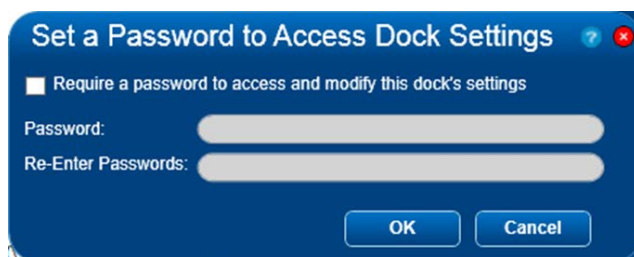 Set a Password to Access Dock Settings ?
Require a password to access and modify this dock's settings
Password:
Re-Enter Passwords:
OK Cancel